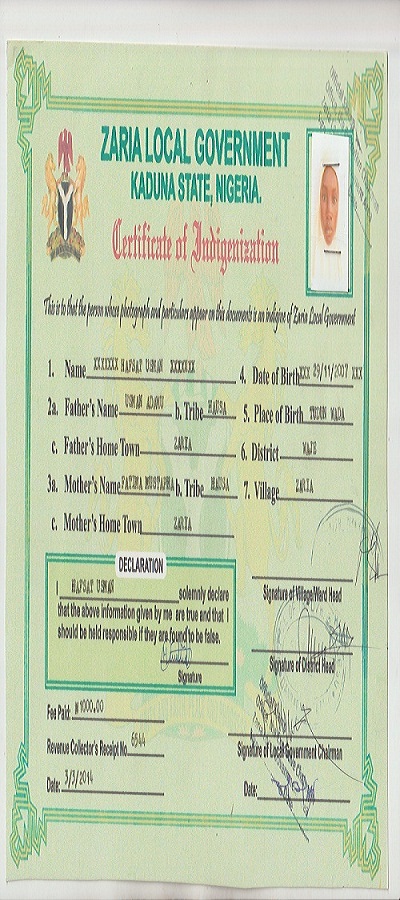 ZARIA LOCAL GOVERNMENT
KADUNA STATE, NIGERIA.
Certificate of Indigenization
This is to that the person whose photograph and particulars appear on this documents is an indigine of Zaria Local Government
1. Name XXXXXXX HAFSAT USMAN XXXXXXX
4. Date of Birth XXX 29/11/2007 XXX
2a. Father's Name USMAN ADAMU b. Tribe HAUSA
5. Place of Birth TUDUN WADA
c. Father's Home Town ZARIA
6. District WAJE
3a. Mother's Name FATIMA MUSTAPHA b. Tribe HAUSA
7. Village ZARIA
c. Mother's Home Town ZARIA
DECLARATION
I HAFSAT USMAN solemnly declare
that the above information given by me are true and that I
should be held responsible if they are found to be false.
Signature
Signature of Village/Ward Head
Signature of District Head
Fee Paid: ₦1000.00
Revenue Collector's Receipt No. 6544
Signature of Local Government Chairman
Date: 3/3/2014
Date: